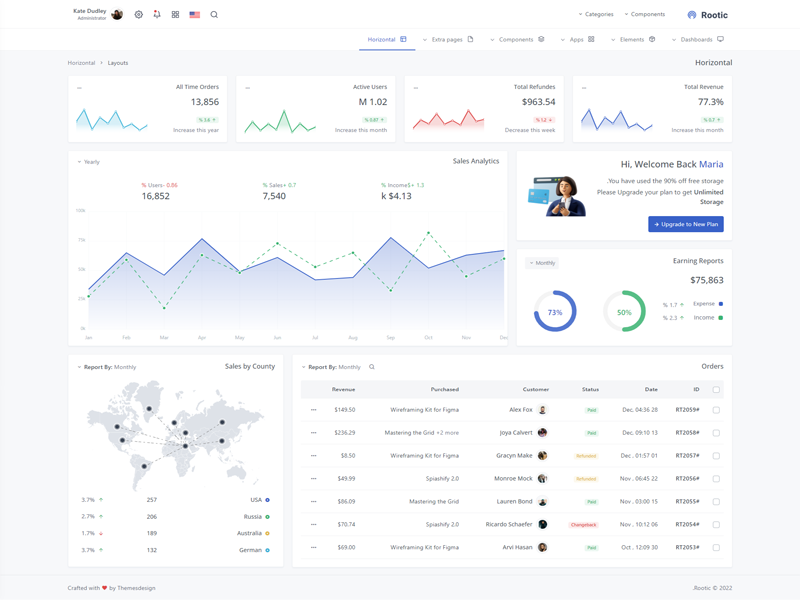 Kate Dudley
Administrator
Categories
Components
Rootic
Horizontal
Extra pages
Components
Apps
Elements
Dashboards
Horizontal
Layouts
Horizontal
All Time Orders
13,856
% 5.8 ↑
Increase this year
Active Users
M 1.02
% 0.87 ↑
Increase this month
Total Refundes
$963.54
% 1.2 ↓
Decrease this week
Total Revenue
77.3%
% 0.7 ↑
Increase this month
Yearly
Sales Analytics
% Users- 0.86
16,852
% Sales+ 0.7
7,540
% Income$+ 1.3
k $4.13
100k
75k
50k
25k
0k
Jan
Feb
Mar
Apr
May
Jun
Jul
Aug
Sep
Oct
Nov
Hi, Welcome Back Maria
.You have used the 90% off free storage
Please Upgrade your plan to get Unlimited
Storage
→ Upgrade to New Plan
Monthly
Earning Reports
$75,863
73%
50%
% 1.7 ↑ Expense
% 2.3 ↑ Income
Report By: Monthly
Sales by County
3.7% ↑ 257 USA
2.7% ↑ 206 Russia
1.7% ↓ 189 Australia
3.7% ↑ 132 German
Report By: Monthly
Orders
Revenue Purchased Customer Status Date ID
$149.50 Wireframing Kit for Figma Alex Fox Paid Dec, 04:36 28 RT2059#
$236.29 Mastering the Grid +2 more Joya Calvert Paid Dec, 09:10 13 RT2058#
$8.50 Wireframing Kit for Figma Gracyn Make Refunded Dec . 01:57 01 RT2057#
$49.99 Spiashify 2.0 Monroe Mock Refunded Nov . 06:45 22 RT2056#
$86.09 Mastering the Grid Lauren Bond Paid Nov . 03:00 15 RT2055#
$70.74 Spiashify 2.0 Ricardo Schaefer Chargeback Nov , 10:12 06 RT2054#
$69.00 Wireframing Kit for Figma Arvi Hasan Paid Oct . 12:09 30 RT2053#
Crafted with ❤ by Themesdesign
.Rootic © 2022